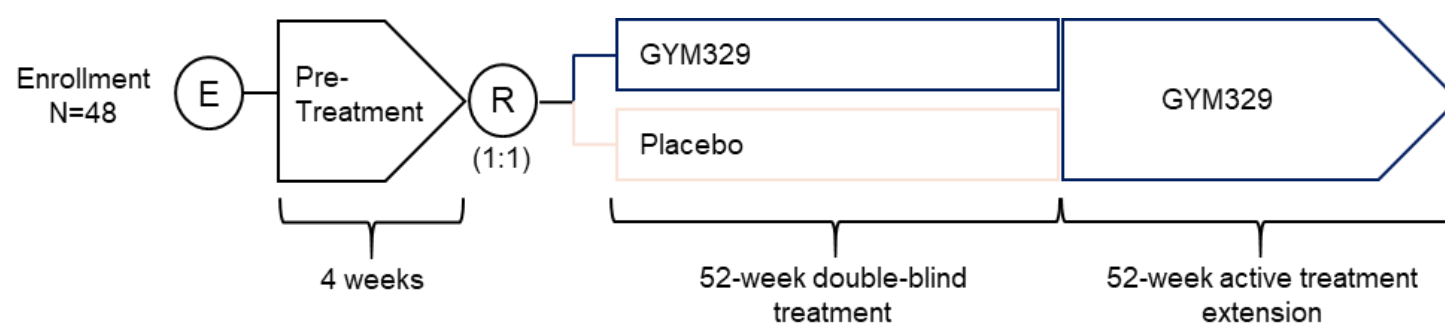 Enrollment
N=48
E
Pre-
Treatment
R
(1:1)
GYM329
Placebo
GYM329
4 weeks
52-week double-blind
treatment
52-week active treatment
extension